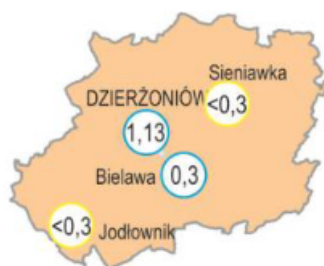 Sieniawka
DZIERŻONIÓW
<0,3
1,13
Bielawa
0,3
<0,3
Jodłownik